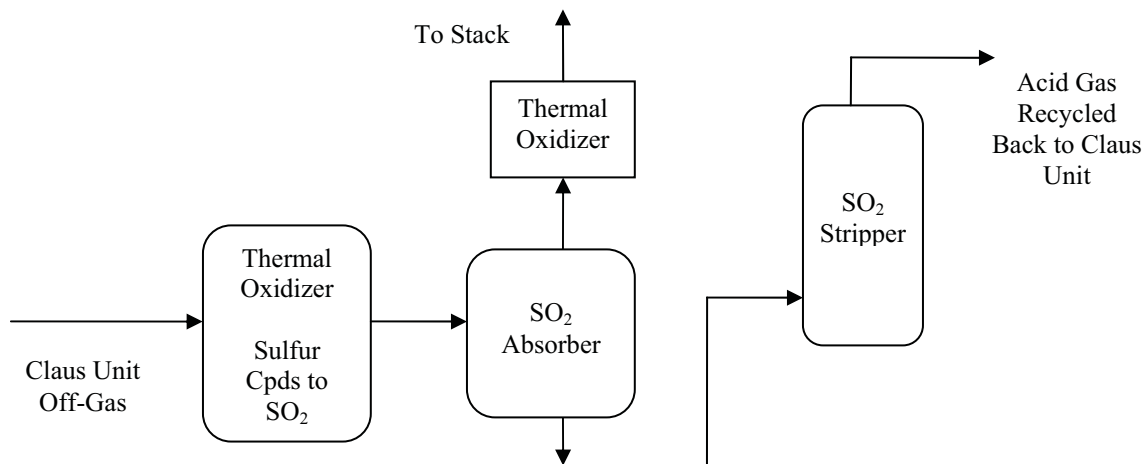 To Stack
Thermal
Oxidizer
Acid Gas
Recycled
Back to Claus
Unit
SO₂
Stripper
Thermal
Oxidizer
Sulfur
Cpds to
SO₂
SO₂
Absorber
Claus Unit
Off-Gas